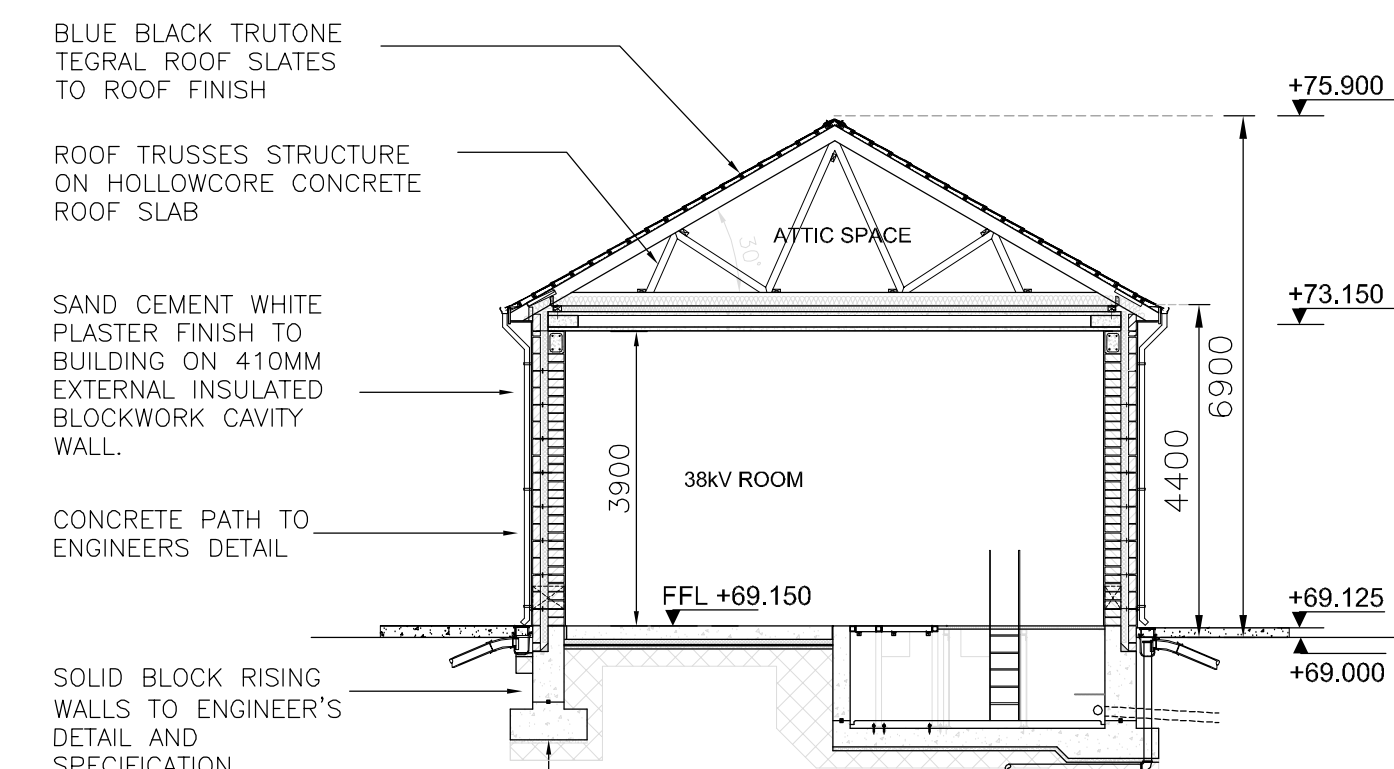 BLUE BLACK TRUTONE
TEGRAL ROOF SLATES
TO ROOF FINISH
ROOF TRUSSES STRUCTURE
ON HOLLOWCORE CONCRETE
ROOF SLAB
SAND CEMENT WHITE
PLASTER FINISH TO
BUILDING ON 410MM
EXTERNAL INSULATED
BLOCKWORK CAVITY
WALL.
CONCRETE PATH TO
ENGINEERS DETAIL
SOLID BLOCK RISING
WALLS TO ENGINEER'S
DETAIL AND
SPECIFICATION
30°
ATTIC SPACE
3900
38kV ROOM
FFL +69.150
4400
6900
+75.900
+73.150
+69.125
+69.000